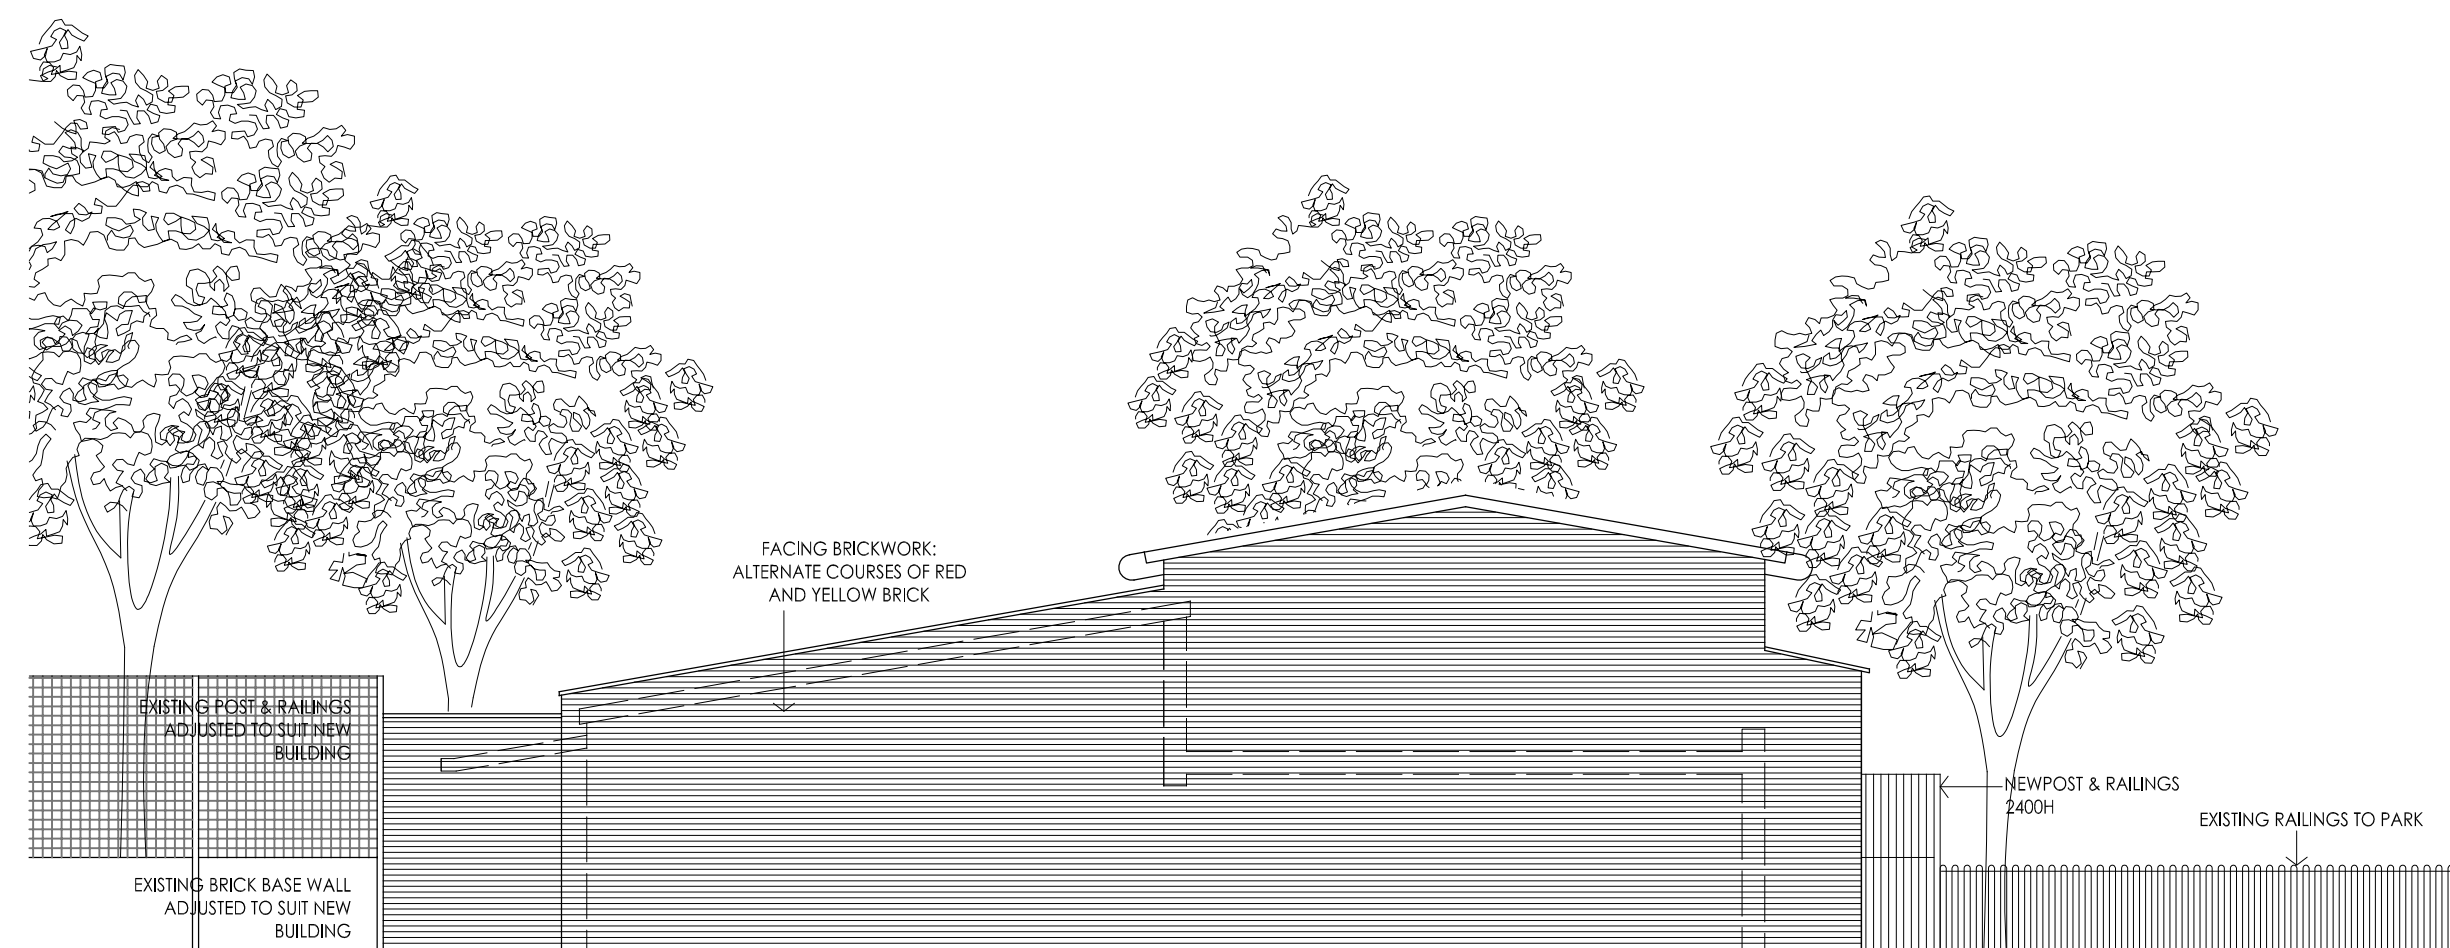 FACING BRICKWORK:
ALTERNATE COURSES OF RED
AND YELLOW BRICK
EXISTING POST & RAILINGS
ADJUSTED TO SUIT NEW
BUILDING
NEWPOST & RAILINGS
2400H
EXISTING RAILINGS TO PARK
EXISTING BRICK BASE WALL
ADJUSTED TO SUIT NEW
BUILDING